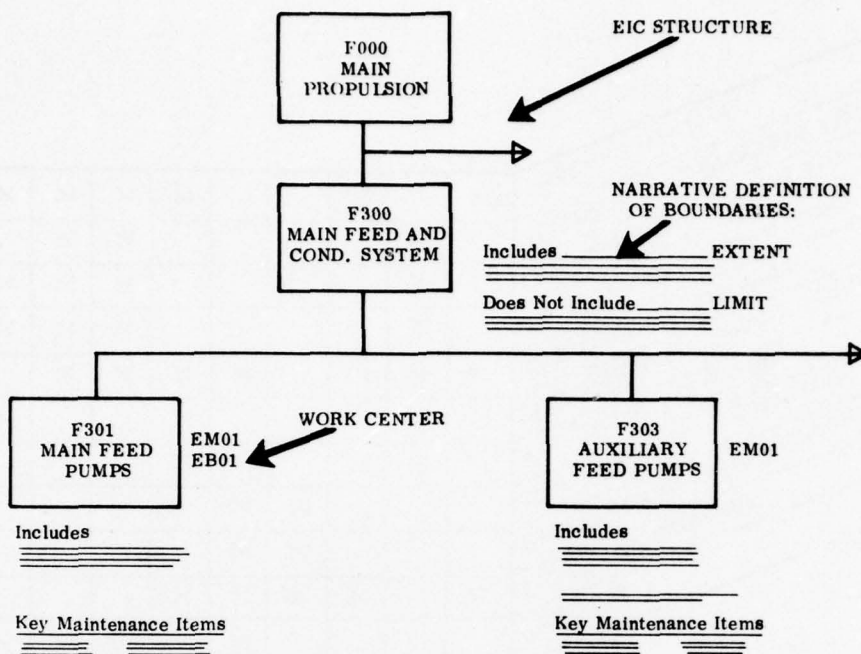 F000
MAIN
PROPULSION
EIC STRUCTURE
F300
MAIN FEED AND
COND. SYSTEM
NARRATIVE DEFINITION
OF BOUNDARIES:
Includes EXTENT
Does Not Include LIMIT
F301
MAIN FEED
PUMPS
EM01
EB01
WORK CENTER
F303
AUXILIARY
FEED PUMPS
EM01
Includes
Includes
Key Maintenance Items
Key Maintenance Items